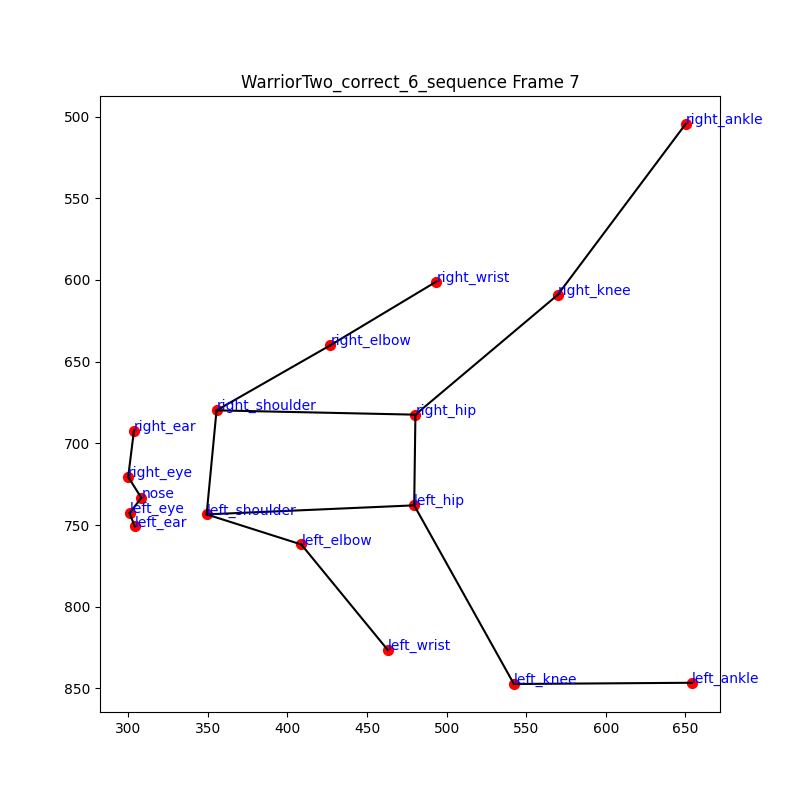 WarriorTwo_correct_6_sequence Frame 7
500
right_ankle
550
600
right_wrist
right_knee
650
right_elbow
right_shoulder
right_hip
right_ear
700
right_eye
nose
left_hip
left_eye
left_shoulder
left_ear
750
left_elbow
800
left_wrist
left_knee
left_ankle
850
300 350 400 450 500 550 600 650